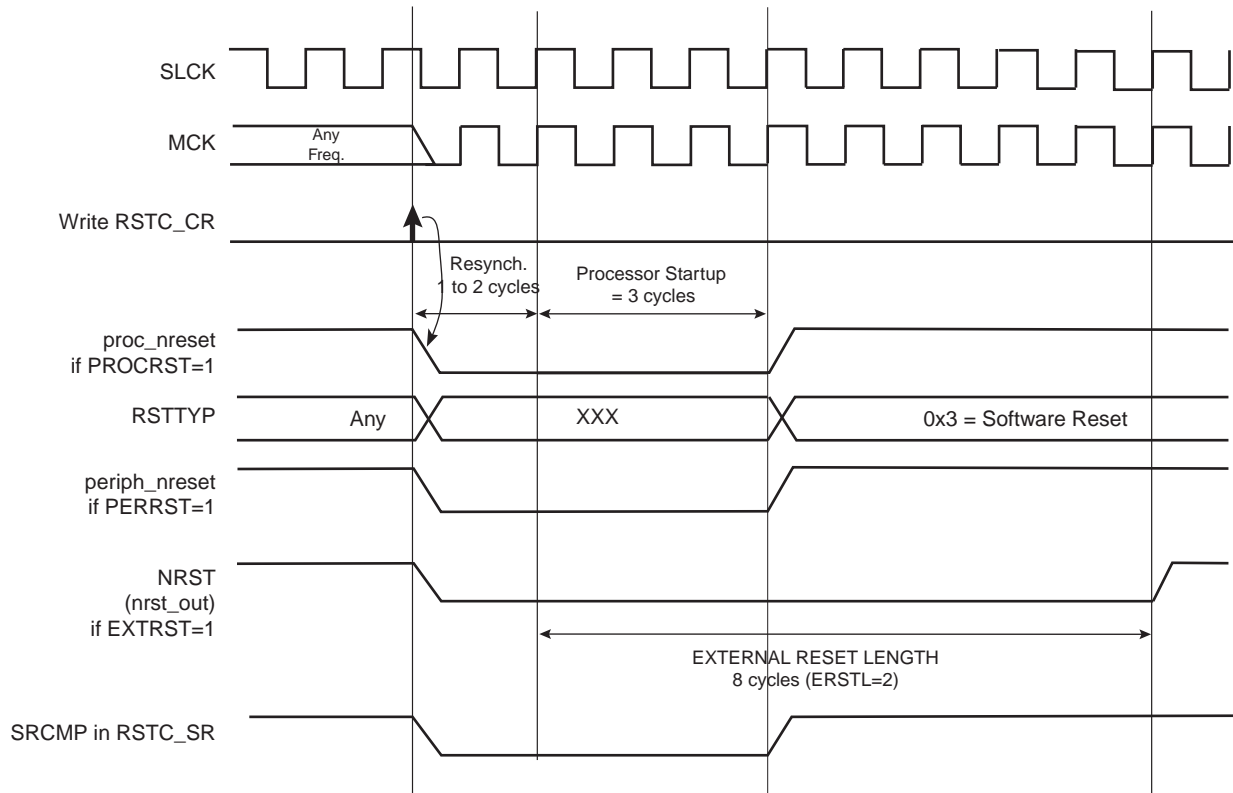 SLCK
MCK
Any
Freq.
Write RSTC_CR
Resynch.
1 to 2 cycles
Processor Startup
= 3 cycles
proc_nreset
if PROCRST=1
RSTTYP
Any
XXX
0x3 = Software Reset
periph_nreset
if PERRST=1
NRST
(nrst_out)
if EXTRST=1
EXTERNAL RESET LENGTH
8 cycles (ERSTL=2)
SRCMP in RSTC_SR